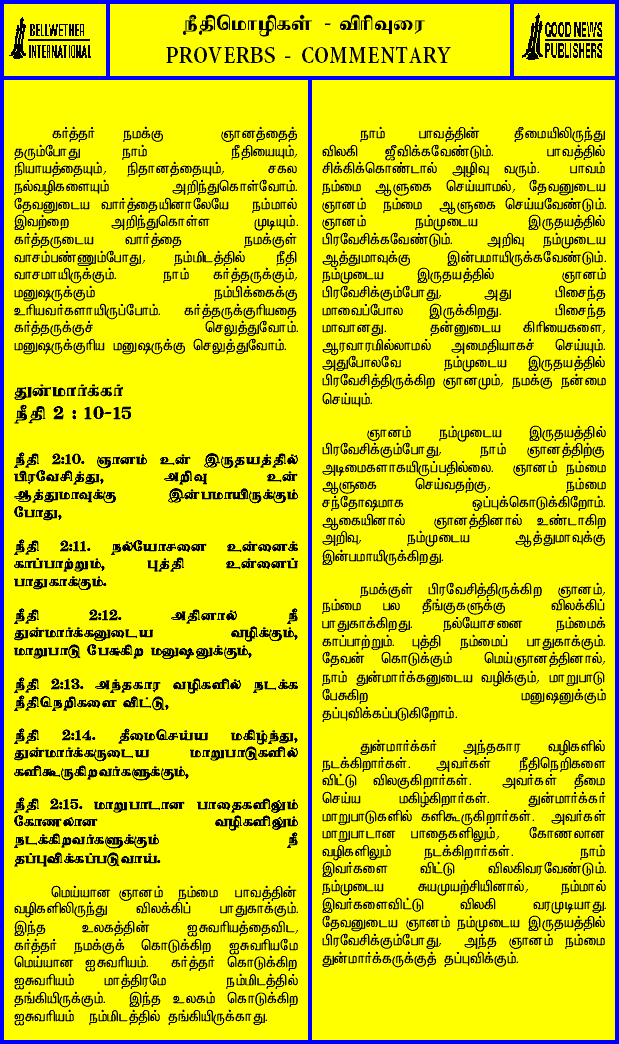 BELLWETHER
INTERNATIONAL
நீதிமொழிகள் - விரிவுரை
PROVERBS - COMMENTARY
GOOD NEWS
PUBLISHERS
கர்த்தர் நமக்கு ஞானத்தைத்
தரும்போது நாம் நீதியையும்,
நியாயத்தையும், நிதானத்தையும், சகல
நல்வழிகளையும் அறிந்துகொள்வோம்.
தேவனுடைய வார்த்தையினாலேயே நம்மால்
இவற்றை அறிந்துகொள்ள முடியும்.
கர்த்தருடைய வார்த்தை நமக்குள்
வாசம்பண்ணும்போது, நம்மிடத்தில் நீதி
வாசமாயிருக்கும். நாம் கர்த்தருக்கும்,
மனுஷருக்கும் நம்பிக்கைக்கு
உரியவர்களாயிருப்போம். கர்த்தருக்குரியதை
கர்த்தருக்குச் செலுத்துவோம்.
மனுஷருக்குரிய மனுஷருக்கு செலுத்துவோம்.
துன்மார்க்கர்
நீதி 2 : 10-15
நீதி 2:10. ஞானம் உன் இருதயத்தில்
பிரவேசித்து, அறிவு உன்
ஆத்துமாவுக்கு இன்பமாயிருக்கும்
போது,
நீதி 2:11. நல்யோசனை உன்னைக்
காப்பாற்றும், புத்தி உன்னைப்
பாதுகாக்கும்.
நீதி 2:12. அதினால் நீ
துன்மார்க்கனுடைய வழிக்கும்,
மாறுபாடு பேசுகிற மனுஷனுக்கும்,
நீதி 2:13. அந்தகார வழிகளில் நடக்க
நீதிநெறிகளை விட்டு,
நீதி 2:14. தீமைசெய்ய மகிழ்ந்து,
துன்மார்க்கருடைய மாறுபாடுகளில்
களிகூருகிறவர்களுக்கும்,
நீதி 2:15. மாறுபாடான பாதைகளிலும்
கோணலான வழிகளிலும்
நடக்கிறவர்களுக்கும் நீ
தப்புவிக்கப்படுவாய்.
மெய்யான ஞானம் நம்மை பாவத்தின்
வழிகளிலிருந்து விலக்கிப் பாதுகாக்கும்.
இந்த உலகத்தின் ஐசுவரியத்தைவிட,
கர்த்தர் நமக்குக் கொடுக்கிற ஐசுவரியமே
மெய்யான ஐசுவரியம். கர்த்தர் கொடுக்கிற
ஐசுவரியம் மாத்திரமே நம்மிடத்தில்
தங்கியிருக்கும். இந்த உலகம் கொடுக்கிற
ஐசுவரியம் நம்மிடத்தில் தங்கியிருக்காது.
நாம் பாவத்தின் தீமையிலிருந்து
விலகி ஜீவிக்கவேண்டும். பாவத்தில்
சிக்கிக்கொண்டால் அழிவு வரும். பாவம்
நம்மை ஆளுகை செய்யாமல், தேவனுடைய
ஞானம் நம்மை ஆளுகை செய்யவேண்டும்.
ஞானம் நம்முடைய இருதயத்தில்
பிரவேசிக்கவேண்டும். அறிவு நம்முடைய
ஆத்துமாவுக்கு இன்பமாயிருக்கவேண்டும்.
நம்முடைய இருதயத்தில் ஞானம்
பிரவேசிக்கும்போது, அது பிசைந்த
மாவைப்போல இருக்கிறது. பிசைந்த
மாவானது. தன்னுடைய கிரியைகளை,
ஆரவாரமில்லாமல் அமைதியாகச் செய்யும்.
அதுபோலவே நம்முடைய இருதயத்தில்
பிரவேசித்திருக்கிற ஞானமும், நமக்கு நன்மை
செய்யும்.
ஞானம் நம்முடைய இருதயத்தில்
பிரவேசிக்கும்போது, நாம் ஞானத்திற்கு
அடிமைகளாகயிருப்பதில்லை. ஞானம் நம்மை
ஆளுகை செய்வதற்கு, நம்மை
சந்தோஷமாக ஒப்புக்கொடுக்கிறோம்.
ஆகையினால் ஞானத்தினால் உண்டாகிற
அறிவு, நம்முடைய ஆத்துமாவுக்கு
இன்பமாயிருக்கிறது.
நமக்குள் பிரவேசித்திருக்கிற ஞானம்,
நம்மை பல தீங்குகளுக்கு விலக்கிப்
பாதுகாக்கிறது. நல்யோசனை நம்மைக்
காப்பாற்றும். புத்தி நம்மைப் பாதுகாக்கும்.
தேவன் கொடுக்கும் மெய்ஞானத்தினால்,
நாம் துன்மார்க்கனுடைய வழிக்கும், மாறுபாடு
பேசுகிற மனுஷனுக்கும்
தப்புவிக்கப்படுகிறோம்.
துன்மார்க்கர் அந்தகார வழிகளில்
நடக்கிறார்கள். அவர்கள் நீதிநெறிகளை
விட்டு விலகுகிறார்கள். அவர்கள் தீமை
செய்ய மகிழ்கிறார்கள். துன்மார்க்கர்
மாறுபாடுகளில் களிகூருகிறார்கள். அவர்கள்
மாறுபாடான பாதைகளிலும், கோணலான
வழிகளிலும் நடக்கிறார்கள். நாம்
இவர்களை விட்டு விலகிவரவேண்டும்.
நம்முடைய சுயமுயற்சியினால், நம்மால்
இவர்களைவிட்டு விலகி வரமுடியாது.
தேவனுடைய ஞானம் நம்முடைய இருதயத்தில்
பிரவேசிக்கும்போது, அந்த ஞானம் நம்மை
துன்மார்க்கருக்குத் தப்புவிக்கும்.